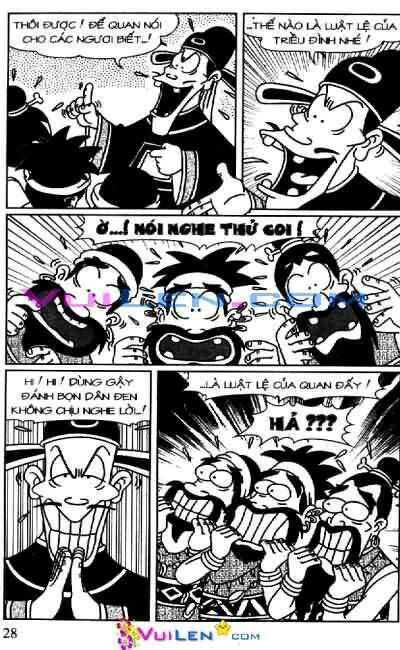 THÔI ĐƯỢC! ĐỂ QUAN NÓI
CHO CÁC NGƯƠI BIẾT..!
..THẾ NÀO LÀ LUẬT LỆ CỦA
TRIỀU ĐÌNH NHÉ!
Ờ...! NÓI NGHE THỬ COI!
VUILEN.COM
HI! HI! DÙNG GẬY
ĐÁNH BỌN DÂN ĐEN
KHÔNG CHỊU NGHE LỜI..!
...LÀ LUẬT LỆ CỦA QUAN ĐẤY!
HẢ ???
28
VUILEN.COM